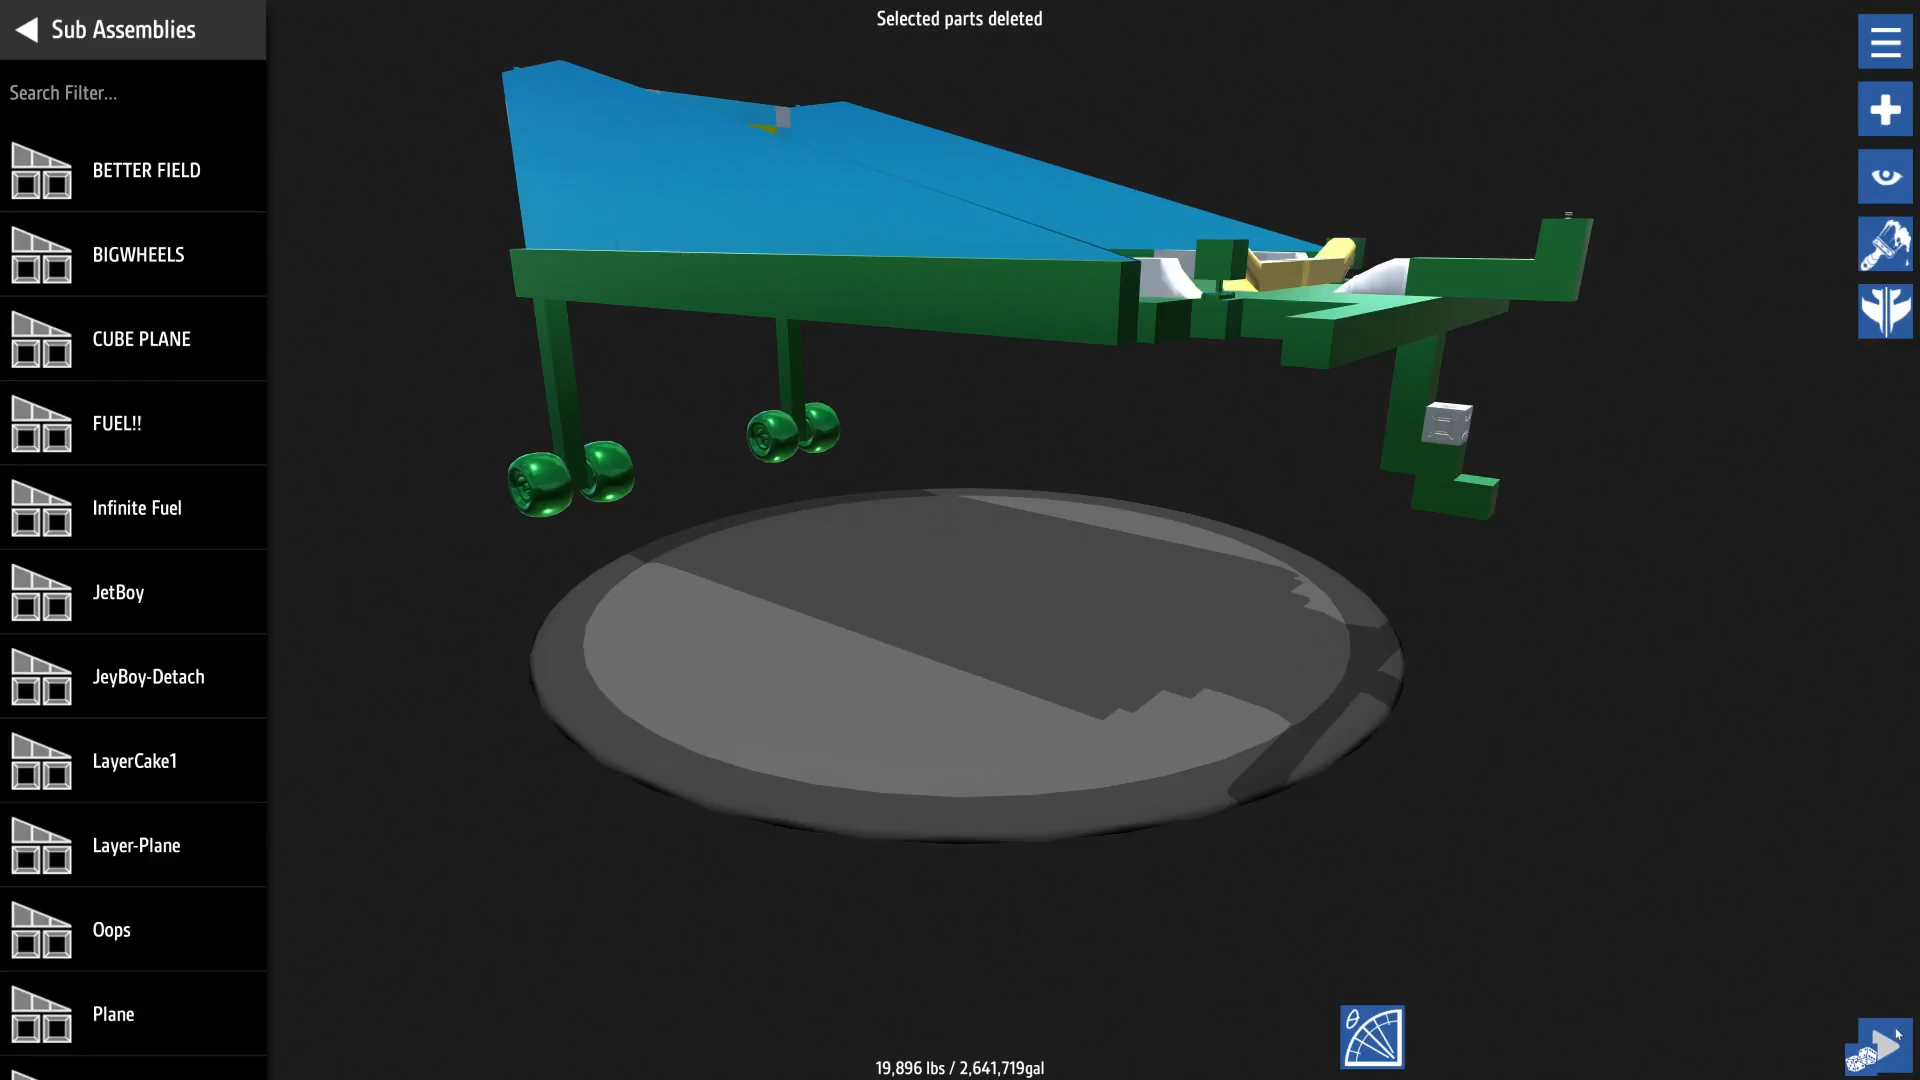 Sub Assemblies
Selected parts deleted
Search Filter...
BETTER FIELD
BIGWHEELS
CUBE PLANE
FUEL!!
Infinite Fuel
JetBoy
JeyBoy-Detach
LayerCake1
Layer-Plane
Oops
Plane
θ
19,896 lbs / 2,641,719gal